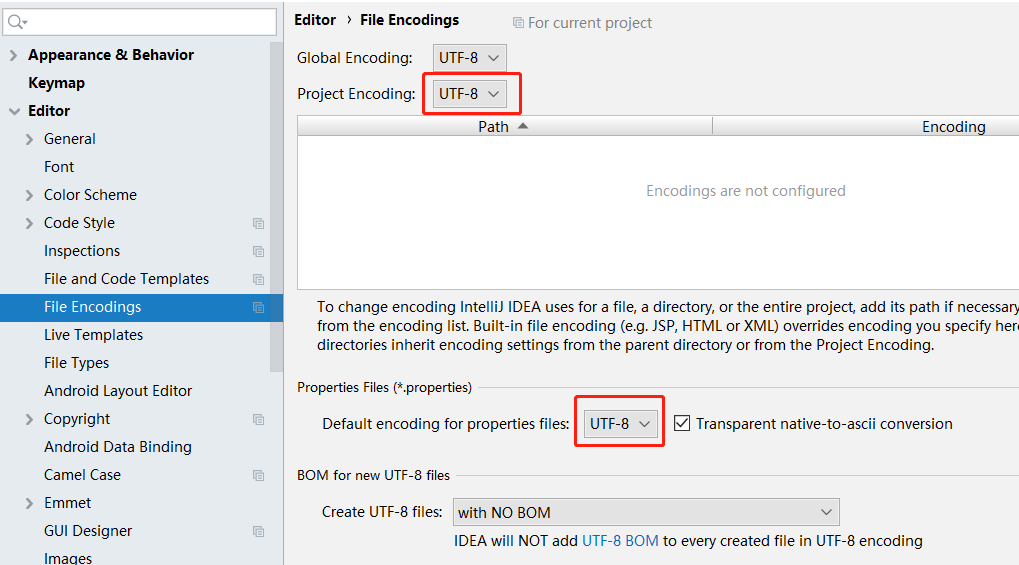 Appearance & Behavior
Keymap
Editor
General
Font
Color Scheme
Code Style
Inspections
File and Code Templates
File Encodings
Live Templates
File Types
Android Layout Editor
Copyright
Android Data Binding
Camel Case
Emmet
GUI Designer
Images
Editor › File Encodings For current project
Global Encoding: UTF-8
Project Encoding: UTF-8
Path Encoding
Encodings are not configured
To change encoding IntelliJ IDEA uses for a file, a directory, or the entire project, add its path if necessary
from the encoding list. Built-in file encoding (e.g. JSP, HTML or XML) overrides encoding you specify here
directories inherit encoding settings from the parent directory or from the Project Encoding.
Properties Files (*.properties)
Default encoding for properties files: UTF-8 Transparent native-to-ascii conversion
BOM for new UTF-8 files
Create UTF-8 files: with NO BOM
IDEA will NOT add UTF-8 BOM to every created file in UTF-8 encoding